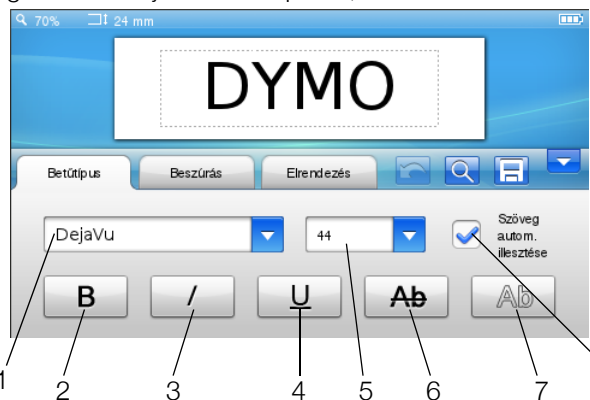 70% 24 mm
DYMO
Betűtípus Beszúrás Elrendezés
DejaVu 44 Szöveg
autom.
illesztése
B I U Ab Ab
1 2 3 4 5 6 7